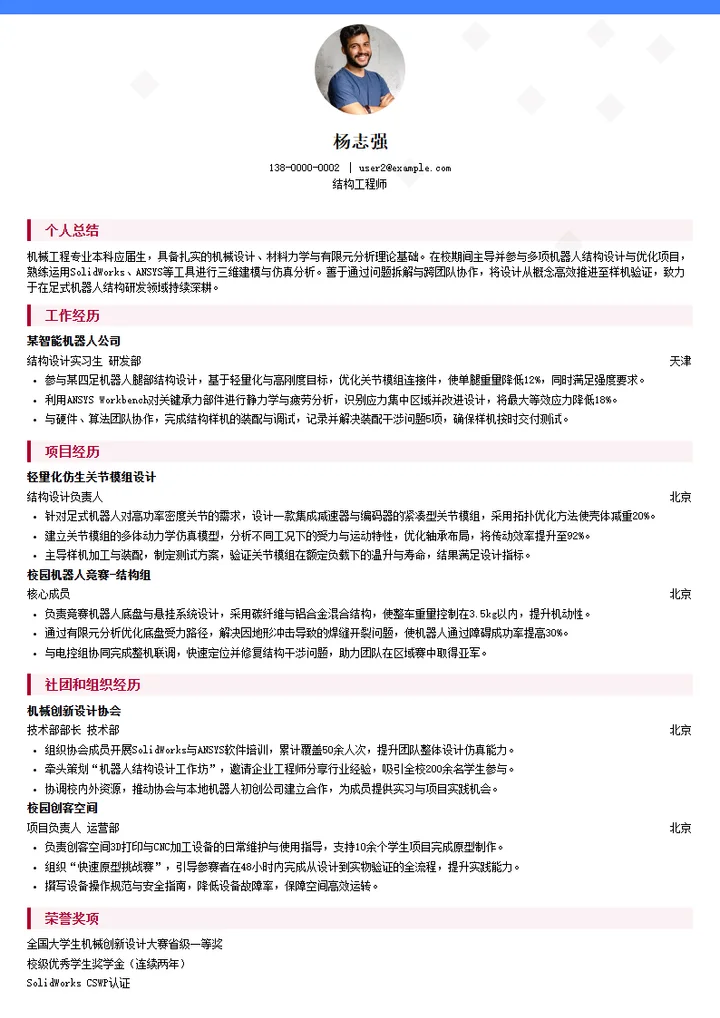 杨志强
138-0000-0002 | user2@example.com
结构工程师
个人总结
机械工程专业本科应届生，具备扎实的机械设计、材料力学与有限元分析理论基础。在校期间主导并参与多项机器人结构设计与优化项目，
熟练运用SolidWorks、ANSYS等工具进行三维建模与仿真分析。善于通过问题拆解与跨团队协作，将设计从概念高效推进至样机验证，致力
于在足式机器人结构研发领域持续深耕。
工作经历
某智能机器人公司
结构设计实习生 研发部 天津
• 参与某四足机器人腿部结构设计，基于轻量化与高刚度目标，优化关节模组连接件，使单腿重量降低12%，同时满足强度要求。
• 利用ANSYS Workbench对关键承力部件进行静力学与疲劳分析，识别应力集中区域并改进设计，将最大等效应力降低18%。
• 与硬件、算法团队协作，完成结构样机的装配与调试，记录并解决装配干涉问题5项，确保样机按时交付测试。
项目经历
轻量化仿生关节模组设计
结构设计负责人 北京
• 针对足式机器人对高功率密度关节的需求，设计一款集成减速器与编码器的紧凑型关节模组，采用拓扑优化方法使壳体减重20%。
• 建立关节模组的多体动力学仿真模型，分析不同工况下的受力与运动特性，优化轴承布局，将传动效率提升至92%。
• 主导样机加工与装配，制定测试方案，验证关节模组在额定负载下的温升与寿命，结果满足设计指标。
校园机器人竞赛-结构组
核心成员 北京
• 负责竞赛机器人底盘与悬挂系统设计，采用碳纤维与铝合金混合结构，使整车重量控制在3.5kg以内，提升机动性。
• 通过有限元分析优化底盘受力路径，解决因地形冲击导致的焊缝开裂问题，使机器人通过障碍成功率提高30%。
• 与电控组协同完成整机联调，快速定位并修复结构干涉问题，助力团队在区域赛中取得亚军。
社团和组织经历
机械创新设计协会
技术部部长 技术部 北京
• 组织协会成员开展SolidWorks与ANSYS软件培训，累计覆盖50余人次，提升团队整体设计仿真能力。
• 牵头策划“机器人结构设计工作坊”，邀请企业工程师分享行业经验，吸引全校200余名学生参与。
• 协调校内外资源，推动协会与本地机器人初创公司建立合作，为成员提供实习与项目实践机会。
校园创客空间
项目负责人 运营部 北京
• 负责创客空间3D打印与CNC加工设备的日常维护与使用指导，支持10余个学生项目完成原型制作。
• 组织“快速原型挑战赛”，引导参赛者在48小时内完成从设计到实物验证的全流程，提升实践能力。
• 撰写设备操作规范与安全指南，降低设备故障率，保障空间高效运转。
荣誉奖项
全国大学生机械创新设计大赛省级一等奖
校级优秀学生奖学金（连续两年）
SolidWorks CSWP认证